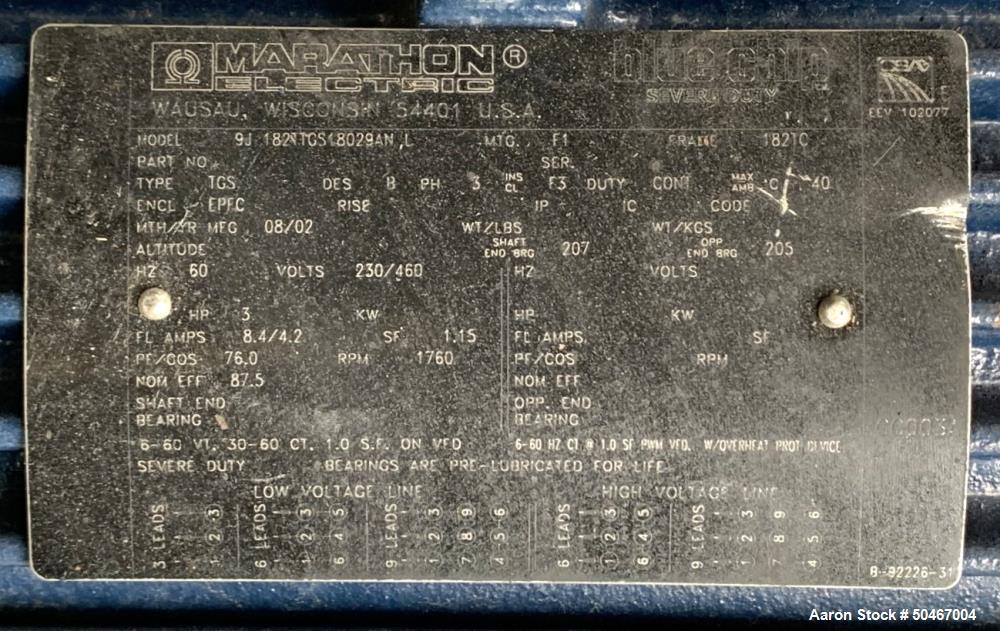 MARATHON®
ELECTRIC
blue chip
SEVERE DUTY
WAUSAU, WISCONSIN 54401 U.S.A.
EEV 102077
MODEL 9J MTG. F1 FRAME 182TC
PART NO. SER.
TYPE TGS DES B PH 3 INS CL F3 DUTY CONT MAX AMB °C 40
ENCL EPFC RISE IP IC CODE
MTH/YR MFG 08/02 WT/LBS WT/KGS
ALTITUDE SHAFT END BRG 207 OPP END BRG 205
HZ 60 VOLTS 230/460 HZ VOLTS
HP 3 KW HP KW
FL AMPS 8.4/4.2 SF 1.15 FL AMPS SF
PF/COS 76.0 RPM 1760 PF/COS RPM
NOM EFF 87.5 NOM EFF
SHAFT END BEARING OPP. END BEARING
6-60 VT. 30-60 CT. 1.0 S.F. ON VFD 6-60 HZ CT # 1.0 SF PWM VFD. W/OVERHEAT PROT DEVICE
SEVERE DUTY BEARINGS ARE PRE-LUBRICATED FOR LIFE
LOW VOLTAGE LINE HIGH VOLTAGE LINE
3 LEADS 1 2 3
6 LEADS 1 2 3 6 4 5
9 LEADS 1 2 3 7 8 9 4 5 6
6 LEADS 1 2 3 6 4 5
9 LEADS 1 2 3 7 8 9 4 5 6
8-92226-31
Aaron Stock # 50467004